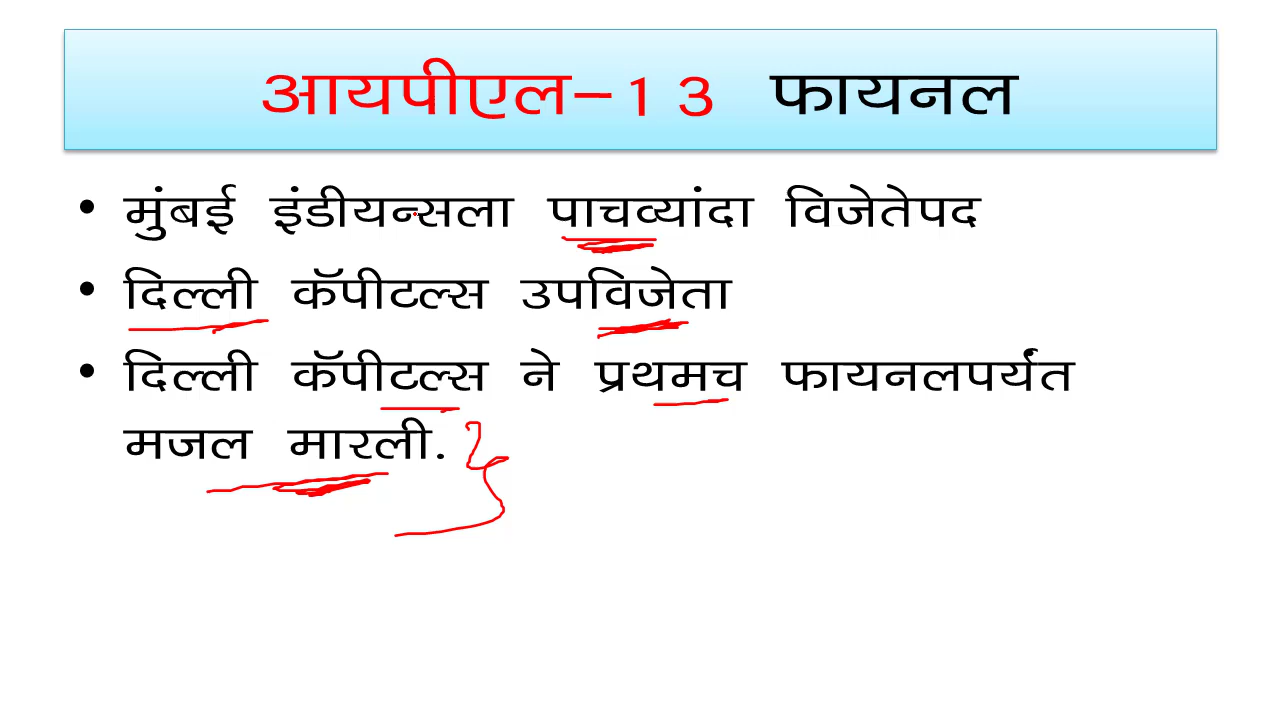 आयपीएल-13 फायनल
• मुंबई इंडीयन्सला पाचव्यांदा विजेतेपद
• दिल्ली कॅपीटल्स उपविजेता
• दिल्ली कॅपीटल्स ने प्रथमच फायनलपर्यंत
मजल मारली.